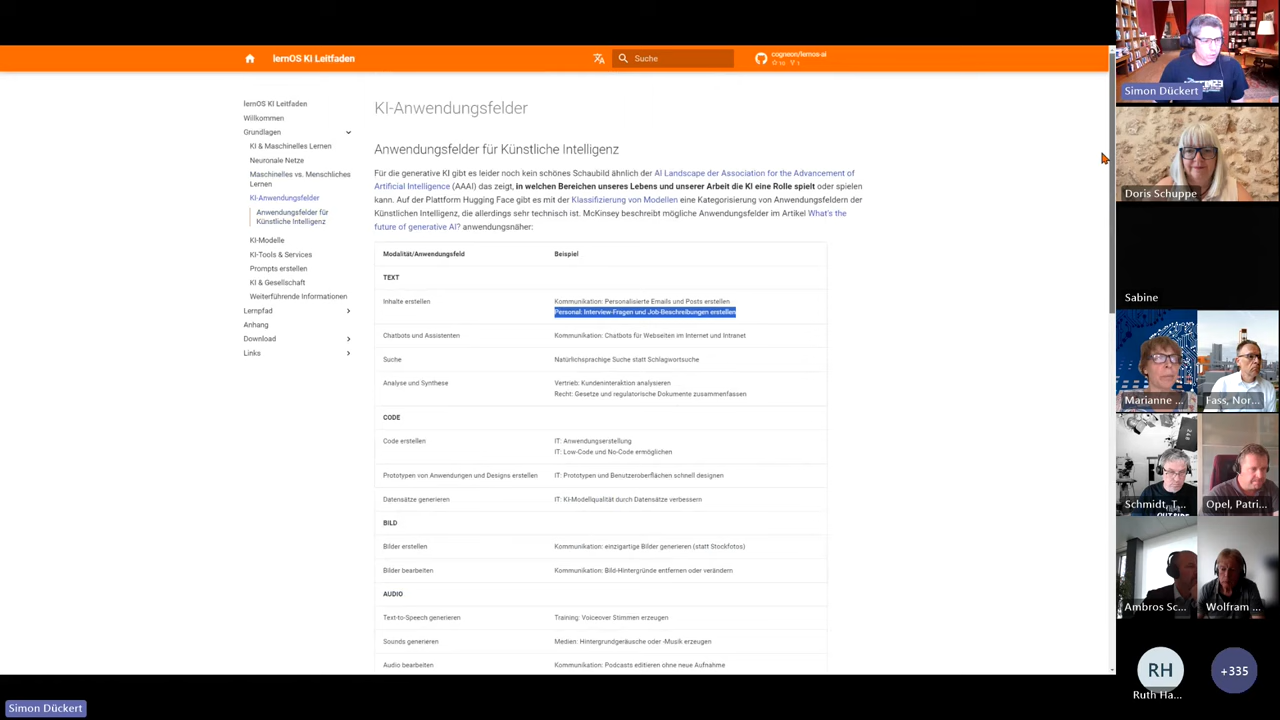 lernOS KI Leitfaden
Suche
cogneon/lernos-ai
lernOS KI Leitfaden
Willkommen
Grundlagen
KI & Maschinelles Lernen
Neuronale Netze
Maschinelles vs. Menschliches
Lernen
KI-Anwendungsfelder
Anwendungsfelder für
Künstliche Intelligenz
KI-Modelle
KI-Tools & Services
Prompts erstellen
KI & Gesellschaft
Weiterführende Informationen
Lernpfad
Anhang
Download
Links
KI-Anwendungsfelder
Anwendungsfelder für Künstliche Intelligenz
Für die generative KI gibt es leider noch kein schönes Schaubild ähnlich der AI Landscape der Association for the Advancement of
Artificial Intelligence (AAAI) das zeigt, in welchen Bereichen unseres Lebens und unserer Arbeit die KI eine Rolle spielt oder spielen
kann. Auf der Plattform Hugging Face gibt es mit der Klassifizierung von Modellen eine Kategorisierung von Anwendungsfeldern der
Künstlichen Intelligenz, die allerdings sehr technisch ist. McKinsey beschreibt mögliche Anwendungsfelder im Artikel What's the
future of generative AI? anwendungsnäher:
Modalität/Anwendungsfeld Beispiel
TEXT
Inhalte erstellen Kommunikation: Personalisierte Emails und Posts erstellen
Personal: Interview-Fragen und Job-Beschreibungen erstellen
Chatbots und Assistenten Kommunikation: Chatbots für Webseiten im Internet und Intranet
Suche Natürlichsprachige Suche statt Schlagwortsuche
Analyse und Synthese Vertrieb: Kundeninteraktion analysieren
Recht: Gesetze und regulatorische Dokumente zusammenfassen
CODE
Code erstellen IT: Anwendungserstellung
IT: Low-Code und No-Code ermöglichen
Prototypen von Anwendungen und Designs erstellen IT: Prototypen und Benutzeroberflächen schnell designen
Datensätze generieren IT: KI-Modellqualität durch Datensätze verbessern
BILD
Bilder erstellen Kommunikation: einzigartige Bilder generieren (statt Stockfotos)
Bilder bearbeiten Kommunikation: Bild-Hintergründe entfernen oder verändern
AUDIO
Text-to-Speech generieren Training: Voiceover Stimmen erzeugen
Sounds generieren Medien: Hintergrundgeräusche oder -Musik erzeugen
Audio bearbeiten Kommunikation: Podcasts editieren ohne neue Aufnahme
Simon Dückert
Doris Schuppe
Sabine
Marianne ...
Fass, Nor...
Schmidt, T...
Opel, Patri...
Ambros Sc...
Wolfram ...
RH
Ruth Ha...
+335
Simon Dückert